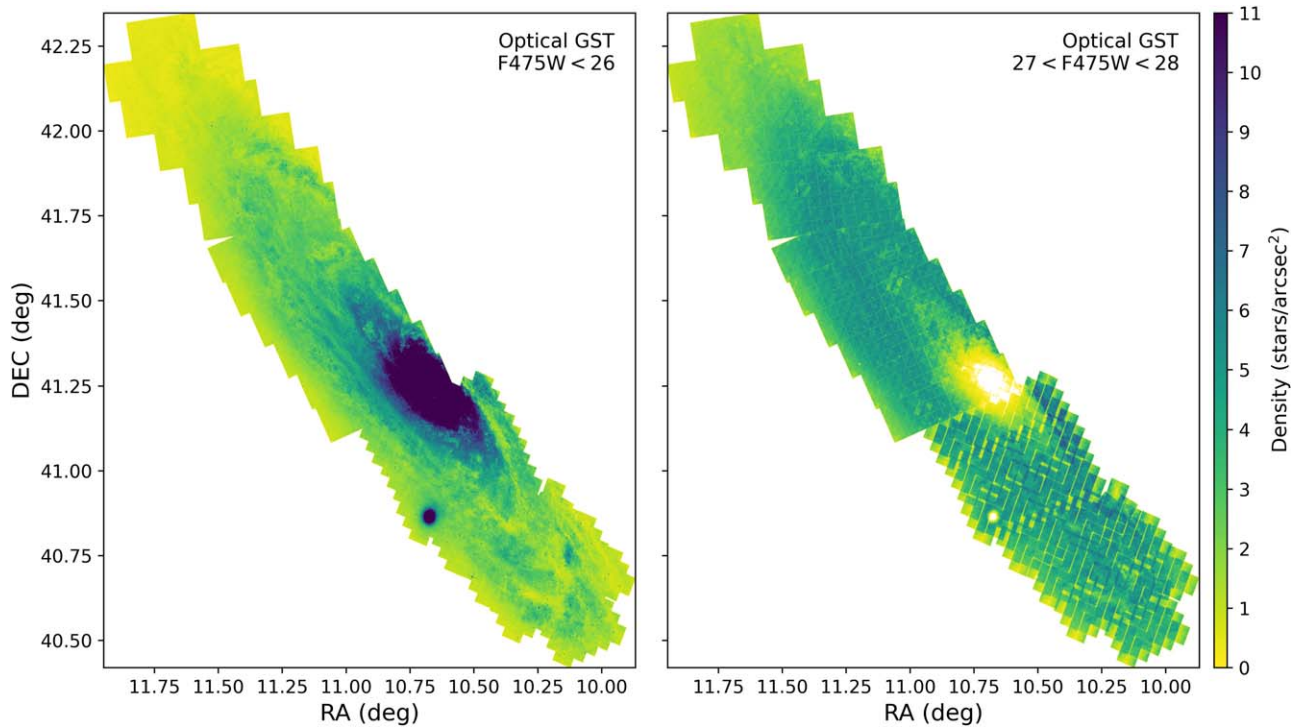 Optical GST
F475W < 26
Optical GST
27 < F475W < 28
DEC (deg)
42.25
42.00
41.75
41.50
41.25
41.00
40.75
40.50
11.75 11.50 11.25 11.00 10.75 10.50 10.25 10.00
RA (deg)
11.75 11.50 11.25 11.00 10.75 10.50 10.25 10.00
RA (deg)
11
10
9
8
7
6
5
4
3
2
1
0
Density (stars/arcsec²)